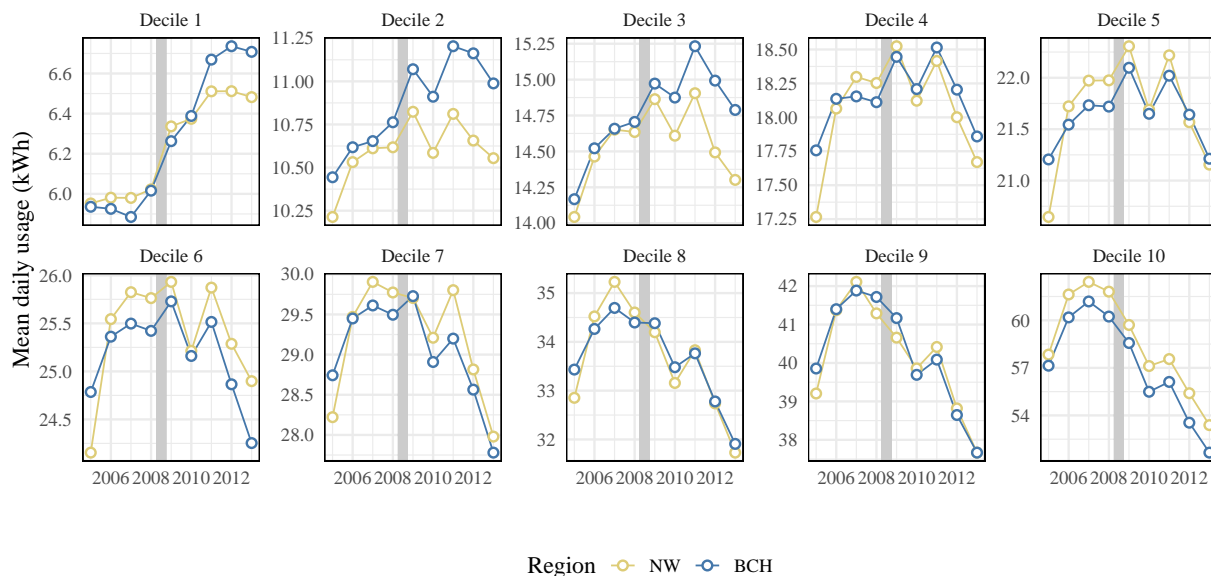 Decile 1 Decile 2 Decile 3 Decile 4 Decile 5
6.6 6.4 6.2 6.0
11.25 11.00 10.75 10.50 10.25
15.25 15.00 14.75 14.50 14.25 14.00
18.50 18.25 18.00 17.75 17.50 17.25
22.0 21.5 21.0
Mean daily usage (kWh)
Decile 6 Decile 7 Decile 8 Decile 9 Decile 10
26.0 25.5 25.0 24.5
30.0 29.5 29.0 28.5 28.0
35 34 33 32
42 41 40 39 38
60 57 54
2006 2008 2010 2012 2006 2008 2010 2012 2006 2008 2010 2012 2006 2008 2010 2012 2006 2008 2010 2012
Region NW BCH